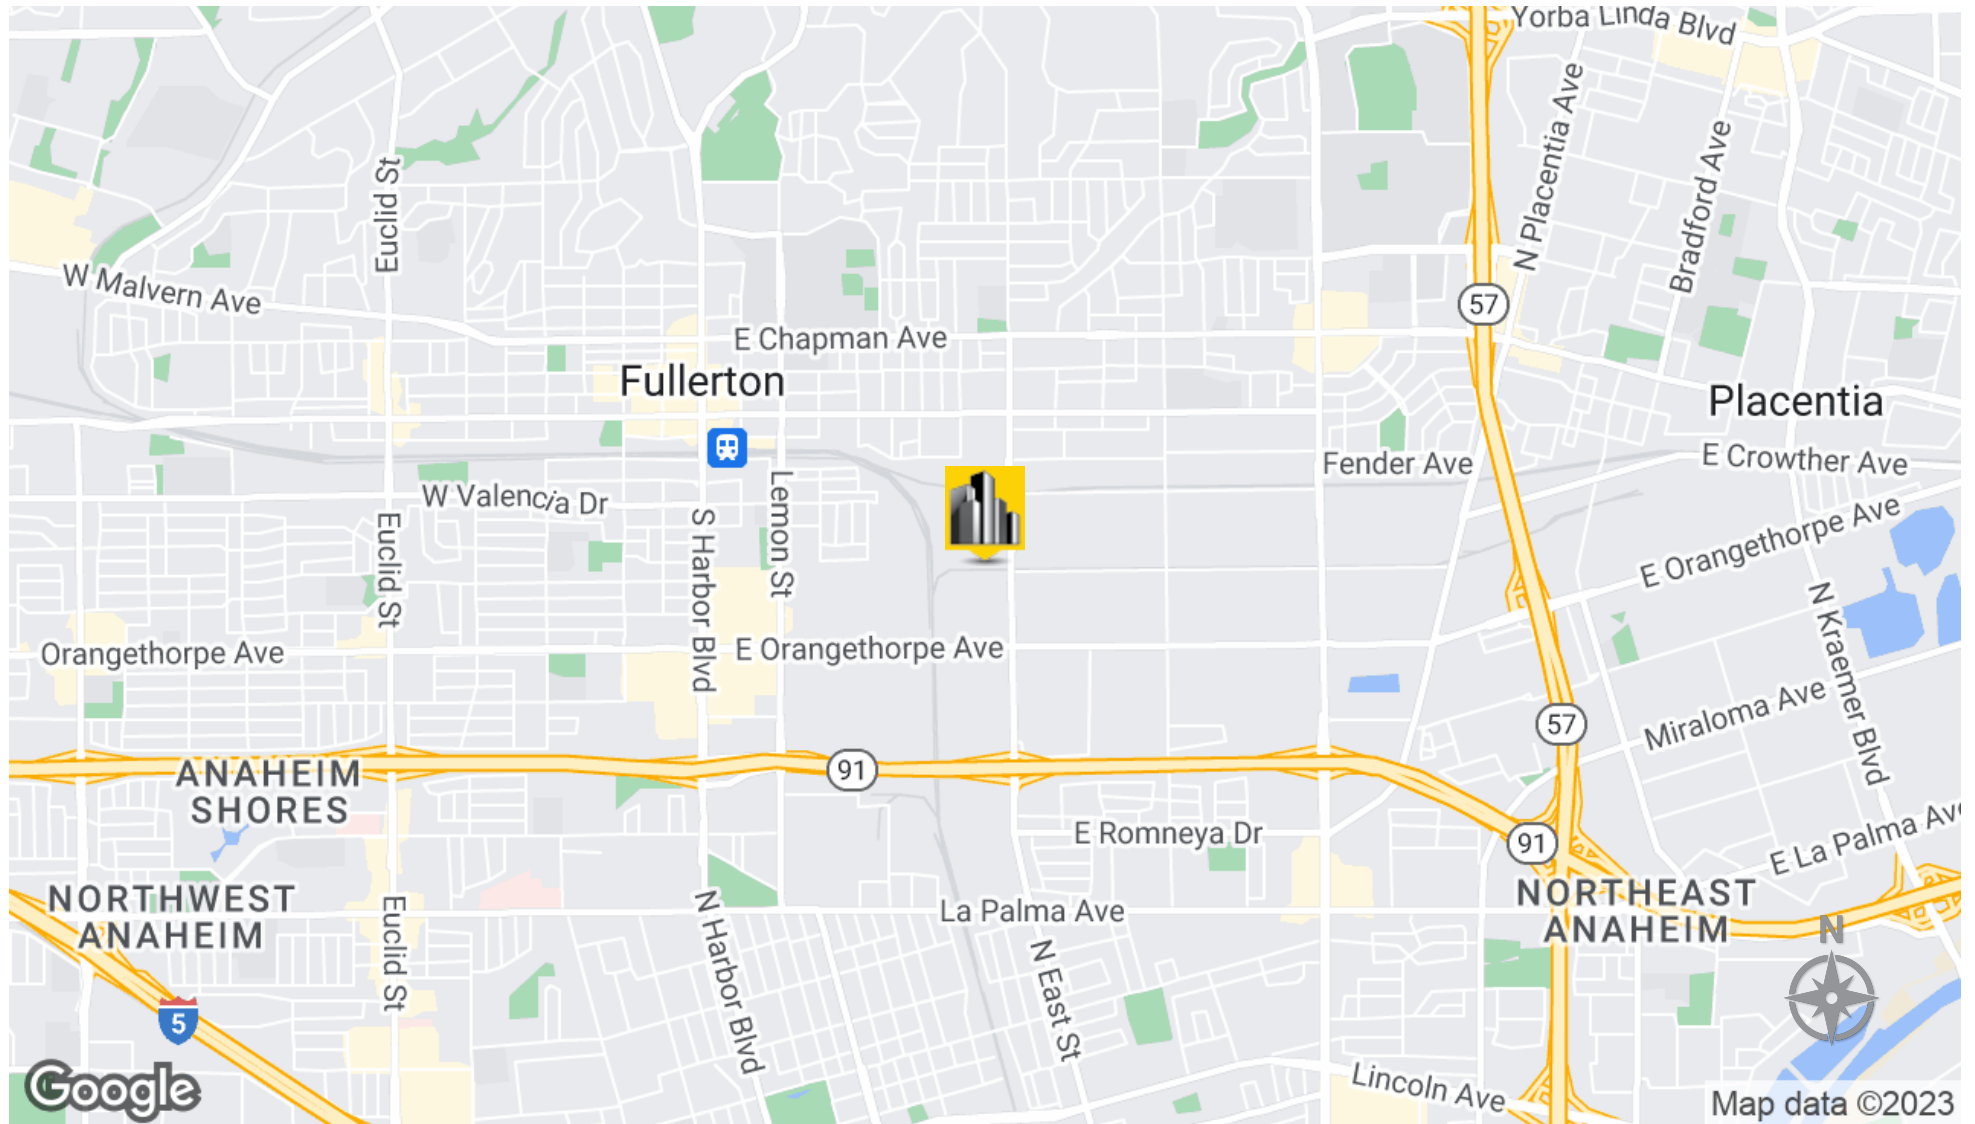 Yorba Linda Blvd
N Placentia Ave
Bradford Ave
Euclid St
W Malvern Ave
57
E Chapman Ave
Fullerton
Placentia
Fender Ave
E Crowther Ave
W Valencia Dr
Lemon St
S Harbor Blvd
Euclid St
E Orangethorpe Ave
N Kraemer Blvd
Orangethorpe Ave
E Orangethorpe Ave
57
Miraloma Ave
91
ANAHEIM
SHORES
E Romneya Dr
91
E La Palma Ave
NORTHWEST
ANAHEIM
Euclid St
N Harbor Blvd
La Palma Ave
N East St
NORTHEAST
ANAHEIM
N
5
Lincoln Ave
Google
Map data ©2023